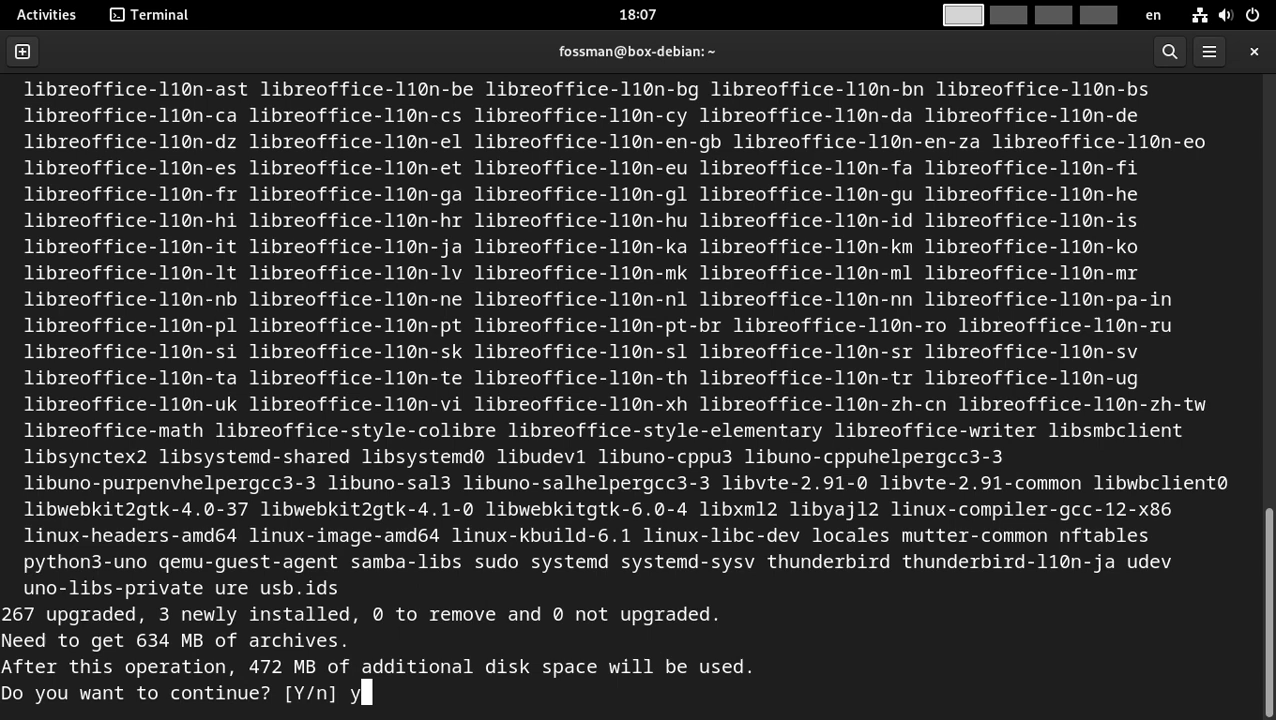 Activities Terminal 18:07 en
fossman@box-debian: ~
libreoffice-l10n-ast libreoffice-l10n-be libreoffice-l10n-bg libreoffice-l10n-bn libreoffice-l10n-bs
libreoffice-l10n-ca libreoffice-l10n-cs libreoffice-l10n-cy libreoffice-l10n-da libreoffice-l10n-de
libreoffice-l10n-dz libreoffice-l10n-el libreoffice-l10n-en-gb libreoffice-l10n-en-za libreoffice-l10n-eo
libreoffice-l10n-es libreoffice-l10n-et libreoffice-l10n-eu libreoffice-l10n-fa libreoffice-l10n-fi
libreoffice-l10n-fr libreoffice-l10n-ga libreoffice-l10n-gl libreoffice-l10n-gu libreoffice-l10n-he
libreoffice-l10n-hi libreoffice-l10n-hr libreoffice-l10n-hu libreoffice-l10n-id libreoffice-l10n-is
libreoffice-l10n-it libreoffice-l10n-ja libreoffice-l10n-ka libreoffice-l10n-km libreoffice-l10n-ko
libreoffice-l10n-lt libreoffice-l10n-lv libreoffice-l10n-mk libreoffice-l10n-ml libreoffice-l10n-mr
libreoffice-l10n-nb libreoffice-l10n-ne libreoffice-l10n-nl libreoffice-l10n-nn libreoffice-l10n-pa-in
libreoffice-l10n-pl libreoffice-l10n-pt libreoffice-l10n-pt-br libreoffice-l10n-ro libreoffice-l10n-ru
libreoffice-l10n-si libreoffice-l10n-sk libreoffice-l10n-sl libreoffice-l10n-sr libreoffice-l10n-sv
libreoffice-l10n-ta libreoffice-l10n-te libreoffice-l10n-th libreoffice-l10n-tr libreoffice-l10n-ug
libreoffice-l10n-uk libreoffice-l10n-vi libreoffice-l10n-xh libreoffice-l10n-zh-cn libreoffice-l10n-zh-tw
libreoffice-math libreoffice-style-colibre libreoffice-style-elementary libreoffice-writer libsmbclient
libsynctex2 libsystemd-shared libsystemd0 libudev1 libuno-cppu3 libuno-cppuhelpergcc3-3
libuno-purpenvhelpergcc3-3 libuno-sal3 libuno-salhelpergcc3-3 libvte-2.91-0 libvte-2.91-common libwbclient0
libwebkit2gtk-4.0-37 libwebkit2gtk-4.1-0 libwebkitgtk-6.0-4 libxml2 libyajl2 linux-compiler-gcc-12-x86
linux-headers-amd64 linux-image-amd64 linux-kbuild-6.1 linux-libc-dev locales mutter-common nftables
python3-uno qemu-guest-agent samba-libs sudo systemd systemd-sysv thunderbird thunderbird-l10n-ja udev
uno-libs-private ure usb.ids
267 upgraded, 3 newly installed, 0 to remove and 0 not upgraded.
Need to get 634 MB of archives.
After this operation, 472 MB of additional disk space will be used.
Do you want to continue? [Y/n] y